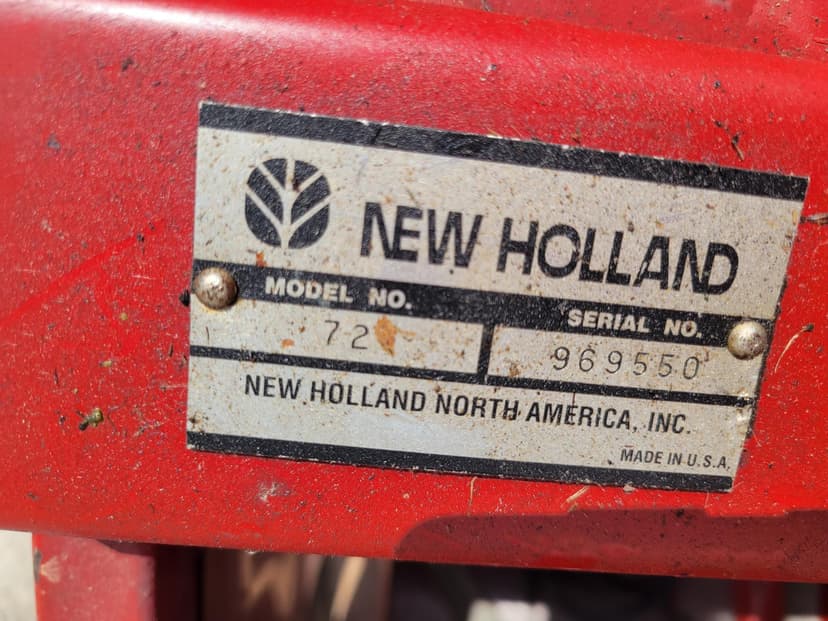 NEW HOLLAND
MODEL NO.
SERIAL NO.
72
969550
NEW HOLLAND NORTH AMERICA, INC.
MADE IN U.S.A.